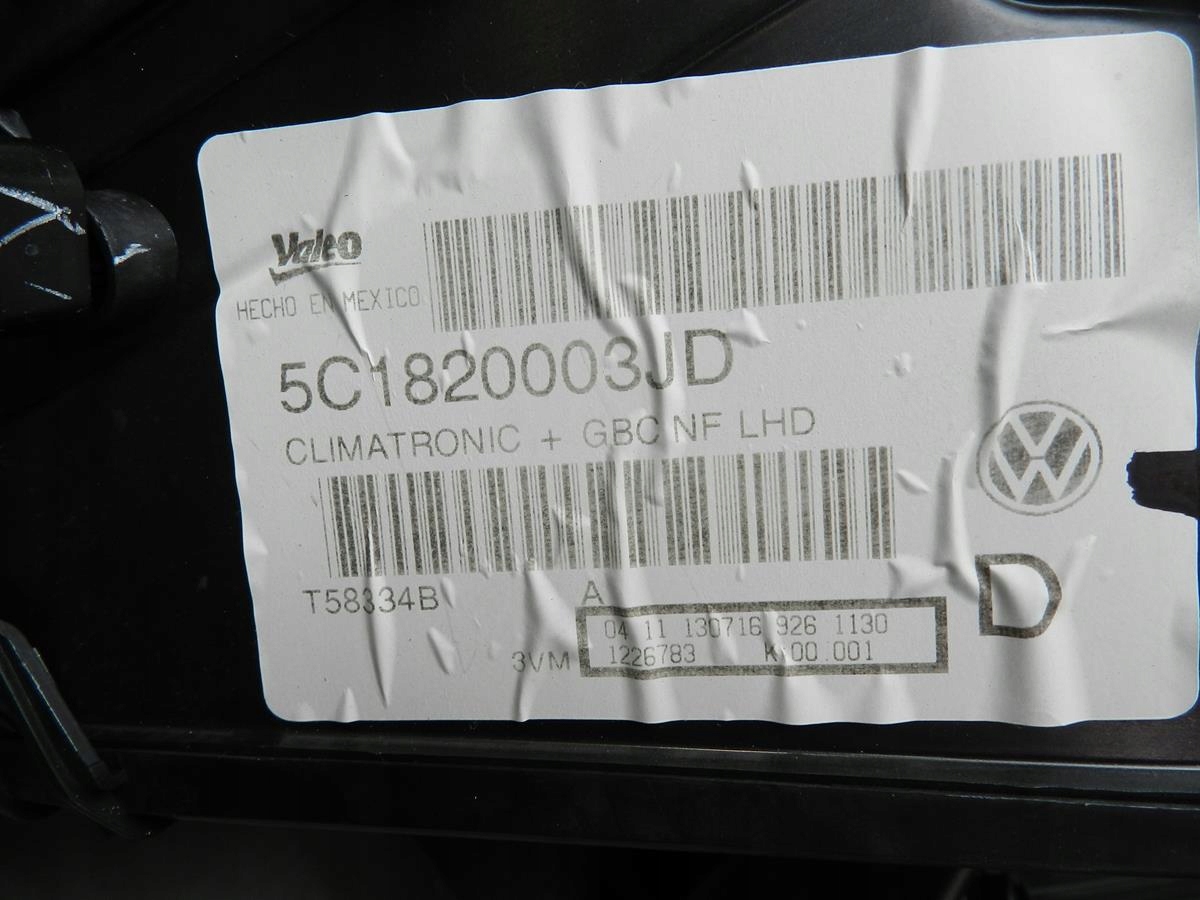 Valeo
HECHO EN MEXICO
5C1820003JD
CLIMATRONIC + GBC NF LHD
T58334B
A
D
3VM
04 11 130716 926 1130
1226783 K 00.001